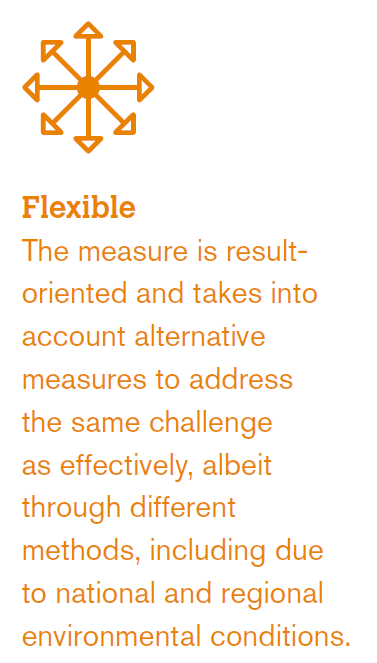 Flexible
The measure is result-
oriented and takes into
account alternative
measures to address
the same challenge
as effectively, albeit
through different
methods, including due
to national and regional
environmental conditions.